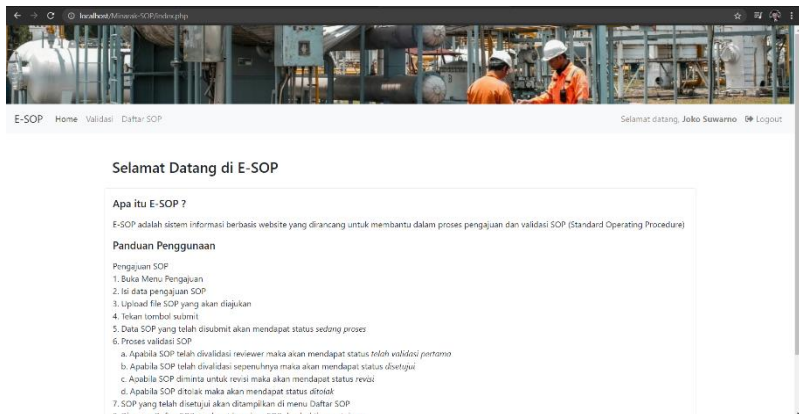 localhost/Minarak-SOP/index.php
E-SOP Home Validasi Daftar SOP Selamat datang, Joko Suwarno Logout
Selamat Datang di E-SOP
Apa itu E-SOP ?
E-SOP adalah sistem informasi berbasis website yang dirancang untuk membantu dalam proses pengajuan dan validasi SOP (Standard Operating Procedure)
Panduan Penggunaan
Pengajuan SOP
1. Buka Menu Pengajuan
2. Isi data pengajuan SOP
3. Upload file SOP yang akan diajukan
4. Tekan tombol submit
5. Data SOP yang telah disubmit akan mendapat status sedang proses
6. Proses validasi SOP
a. Apabila SOP telah divalidasi reviewer maka akan mendapat status telah validasi pertama
b. Apabila SOP telah divalidasi sepenuhnya maka akan mendapat status disetujui
c. Apabila SOP diminta untuk revisi maka akan mendapat status revisi
d. Apabila SOP ditolak maka akan mendapat status ditolak
7. SOP yang telah disetujui akan ditampilkan di menu Daftar SOP